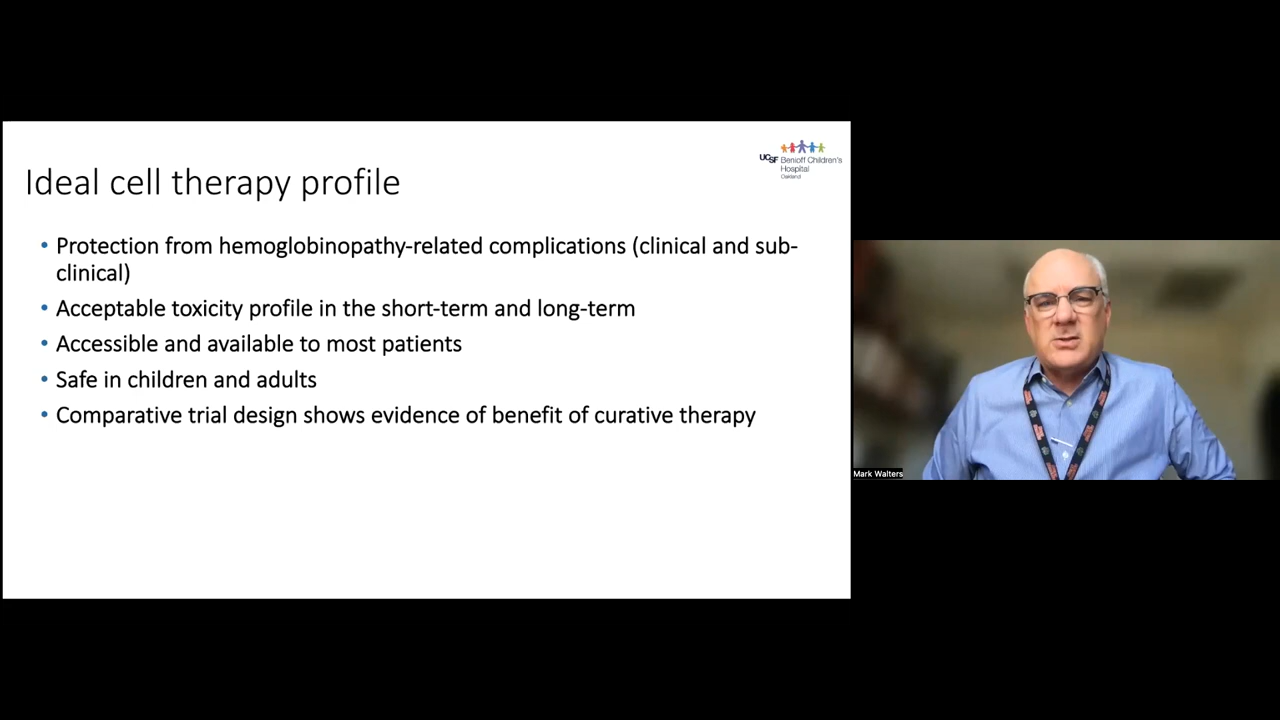 UCSF Benioff Children's
Hospital
Oakland
Ideal cell therapy profile
• Protection from hemoglobinopathy-related complications (clinical and sub-
clinical)
• Acceptable toxicity profile in the short-term and long-term
• Accessible and available to most patients
• Safe in children and adults
• Comparative trial design shows evidence of benefit of curative therapy
Mark Walters